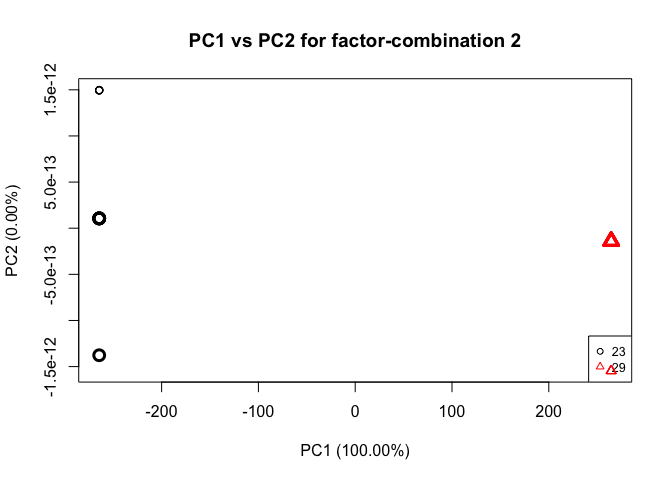 PC1 vs PC2 for factor-combination 2
1.5e-12
5.0e-13
-5.0e-13
-1.5e-12
PC2 (0.00%)
23
29
-200
-100
0
100
200
PC1 (100.00%)